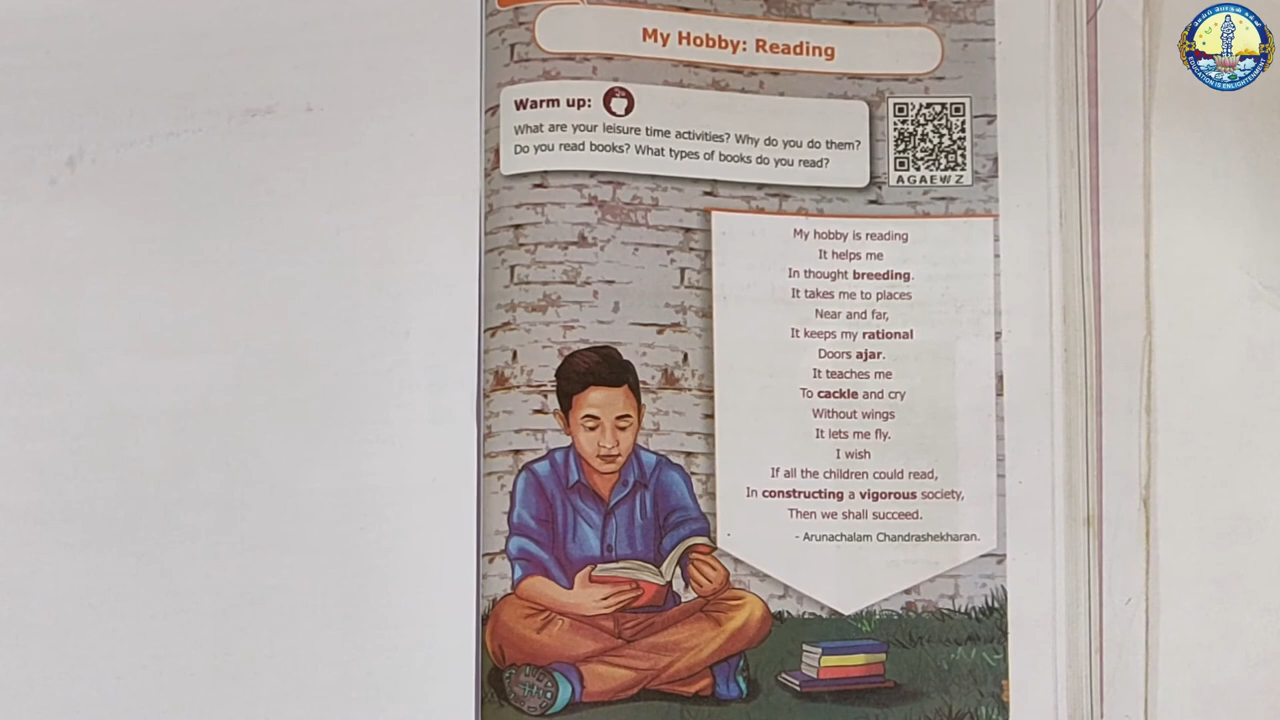 My Hobby: Reading
Warm up:
What are your leisure time activities? Why do you do them?
Do you read books? What types of books do you read?
AGAEWZ
My hobby is reading
It helps me
In thought breeding.
It takes me to places
Near and far,
It keeps my rational
Doors ajar.
It teaches me
To cackle and cry
Without wings
It lets me fly.
I wish
If all the children could read,
In constructing a vigorous society,
Then we shall succeed.
- Arunachalam Chandrashekharan.
EDUCATION IS ENLIGHTENMENT